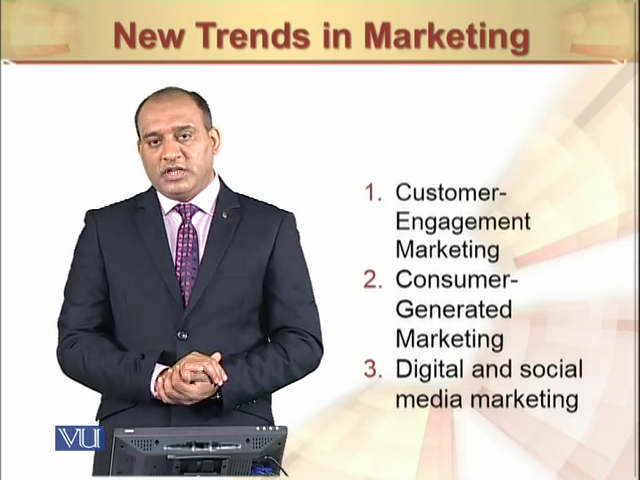 New Trends in Marketing
1. Customer-
Engagement
Marketing
2. Consumer-
Generated
Marketing
3. Digital and social
media marketing
VU